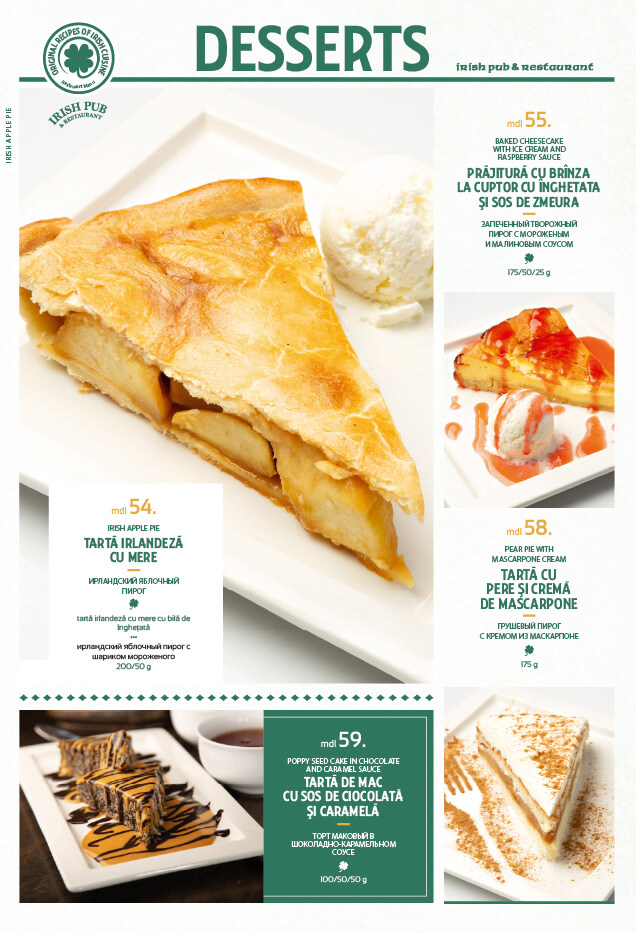 ORIGINAL RECIPES OF IRISH CUISINE
IRISH PUB
& RESTAURANT
DESSERTS
irish pub & restaurant
IRISH APPLE PIE
mdl 55.
BAKED CHEESECAKE
WITH ICE CREAM AND
RASPBERRY SAUCE
PRĂJITURĂ CU BRÎNZA
LA CUPTOR CU ÎNGHETATA
ȘI SOS DE ZMEURA
ЗАПЕЧЕННЫЙ ТВОРОЖНЫЙ
ПИРОГ С МОРОЖЕНЫМ
И МАЛИНОВЫМ СОУСОМ
175/50/25 g
mdl 54.
IRISH APPLE PIE
TARTĂ IRLANDEZĂ
CU MERE
ИРЛАНДСКИЙ ЯБЛОЧНЫЙ
ПИРОГ
tartă irlandeză cu mere cu bilă de
înghețată
...
ирландский яблочный пирог с
шариком мороженого
200/50 g
mdl 58.
PEAR PIE WITH
MASCARPONE CREAM
TARTĂ CU
PERE ȘI CREMĂ
DE MASCARPONE
ГРУШЕВЫЙ ПИРОГ
С КРЕМОМ ИЗ МАСКАРПОНЕ
175 g
mdl 59.
POPPY SEED CAKE IN CHOCOLATE
AND CARAMEL SAUCE
TARTĂ DE MAC
CU SOS DE CIOCOLATĂ
ȘI CARAMELĂ
ТОРТ МАКОВЫЙ В
ШОКОЛАДНО-КАРАМЕЛЬНОМ
СОУСЕ
100/50/50 g